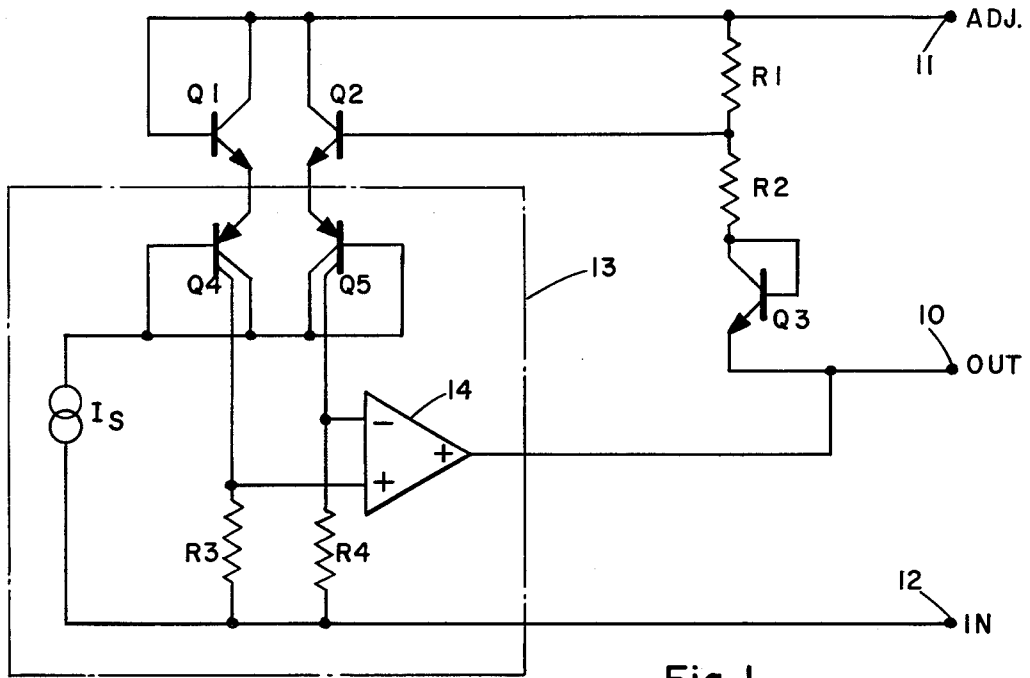 ADJ.
11
R1
Q1
Q2
R2
13
Q4
Q5
Q3
10
OUT
14
IS
−
+
+
R3
R4
12
IN
Fig. 1